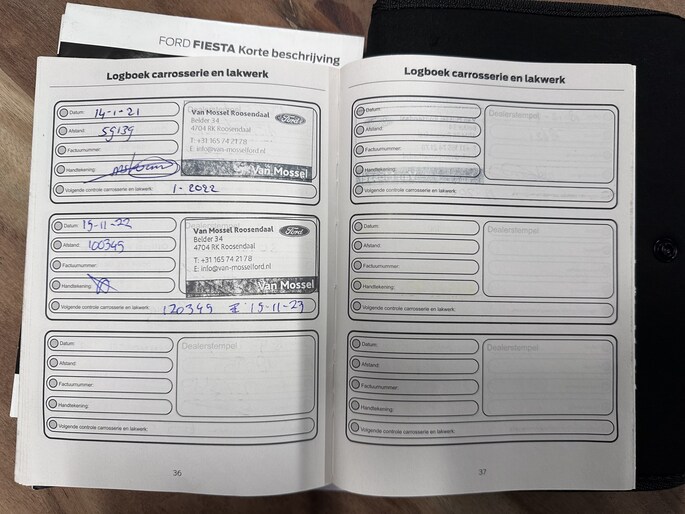 FORD FIESTA Korte beschrijving
Logboek carrosserie en lakwerk
Datum: 14-1-21
Afstand: 59139
Factuurnummer:
Handtekening:
Volgende controle carrosserie en lakwerk: 1-2022
Van Mossel Roosendaal
Belder 34
4704 RK Roosendaal
T: +31 165 74 21 78
E: info@van-mosselford.nl
Ford
Van Mossel
Datum: 15-11-22
Afstand: 100345
Factuurnummer:
Handtekening:
Volgende controle carrosserie en lakwerk: 120345 15-11-23
Van Mossel Roosendaal
Belder 34
4704 RK Roosendaal
T: +31 165 74 21 78
E: info@van-mosselford.nl
Ford
Van Mossel
Datum:
Afstand:
Factuurnummer:
Handtekening:
Volgende controle carrosserie en lakwerk:
Dealerstempel
36
Logboek carrosserie en lakwerk
Datum:
Afstand:
Factuurnummer:
Handtekening:
Volgende controle carrosserie en lakwerk:
Dealerstempel
Datum:
Afstand:
Factuurnummer:
Handtekening:
Volgende controle carrosserie en lakwerk:
Dealerstempel
Datum:
Afstand:
Factuurnummer:
Handtekening:
Volgende controle carrosserie en lakwerk:
Dealerstempel
37